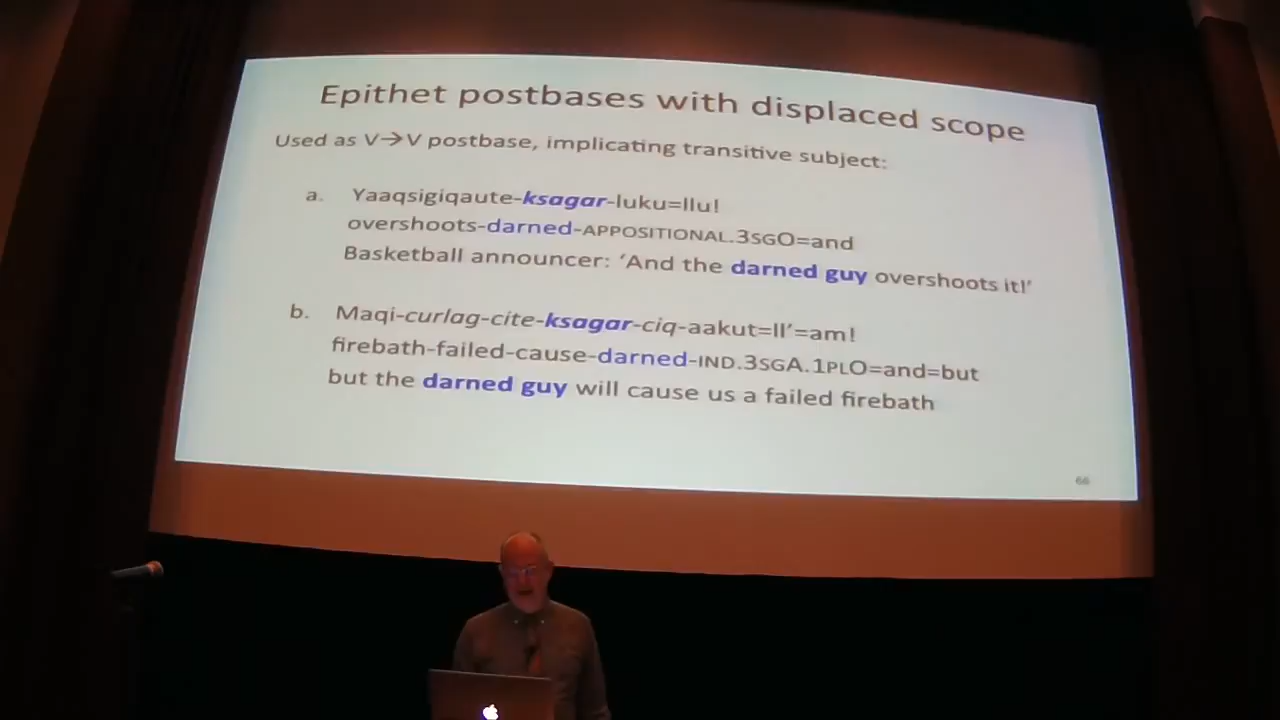 Epithet postbases with displaced scope
Used as V→V postbase, implicating transitive subject:
a. Yaaqsigiqaute-ksagar-luku=llu!
overshoots-darned-APPOSITIONAL.3SGO=and
Basketball announcer: ‘And the darned guy overshoots it!’
b. Maqi-curlag-cite-ksagar-ciq-aakut=ll’=am!
firebath-failed-cause-darned-IND.3SGA.1PLO=and=but
but the darned guy will cause us a failed firebath
66